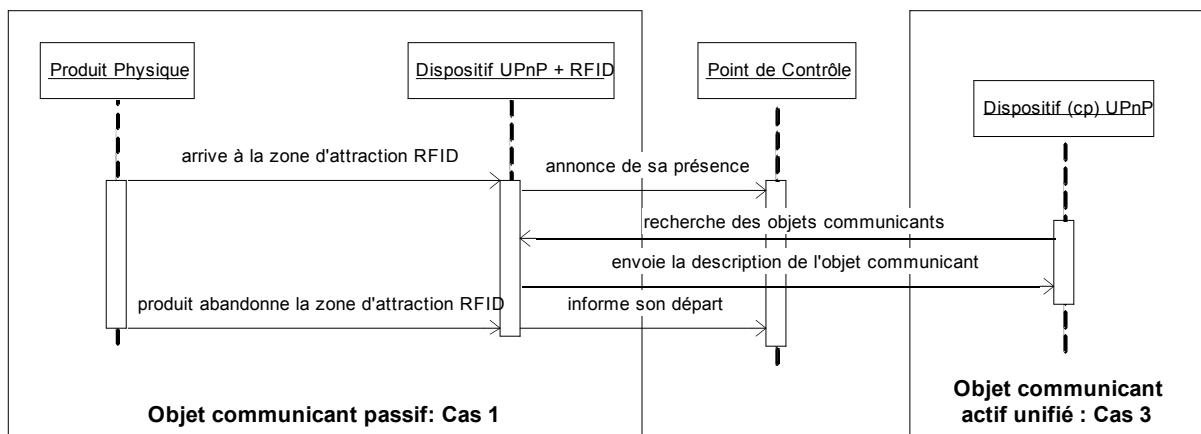 Produit Physique
Dispositif UPnP + RFID
Point de Contrôle
Dispositif (cp) UPnP
arrive à la zone d'attraction RFID
annonce de sa présence
recherche des objets communicants
envoie la description de l'objet communicant
produit abandonne la zone d'attraction RFID
informe son départ
Objet communicant passif: Cas 1
Objet communicant
actif unifié : Cas 3